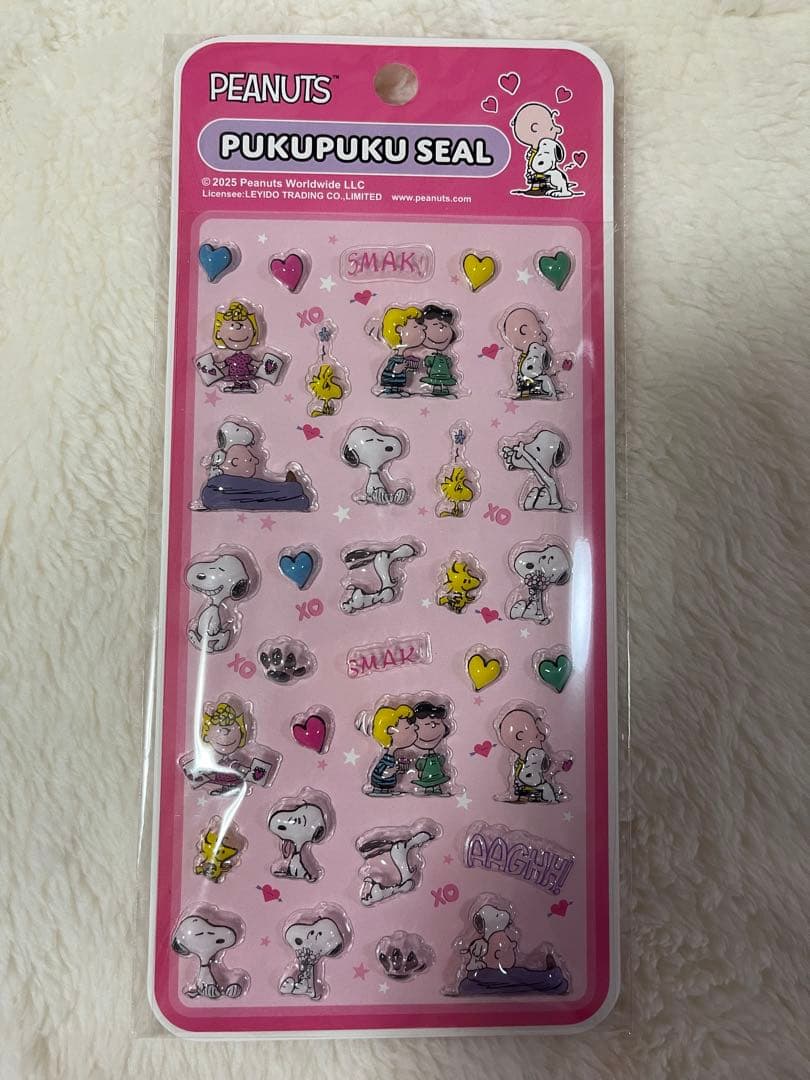 PEANUTS™
PUKUPUKU SEAL
© 2025 Peanuts Worldwide LLC
Licensee:LEYIDO TRADING CO.,LIMITED www.peanuts.com
SMAK!
XO
XO
XO
XO
SMAK!
AAGHH!
XO